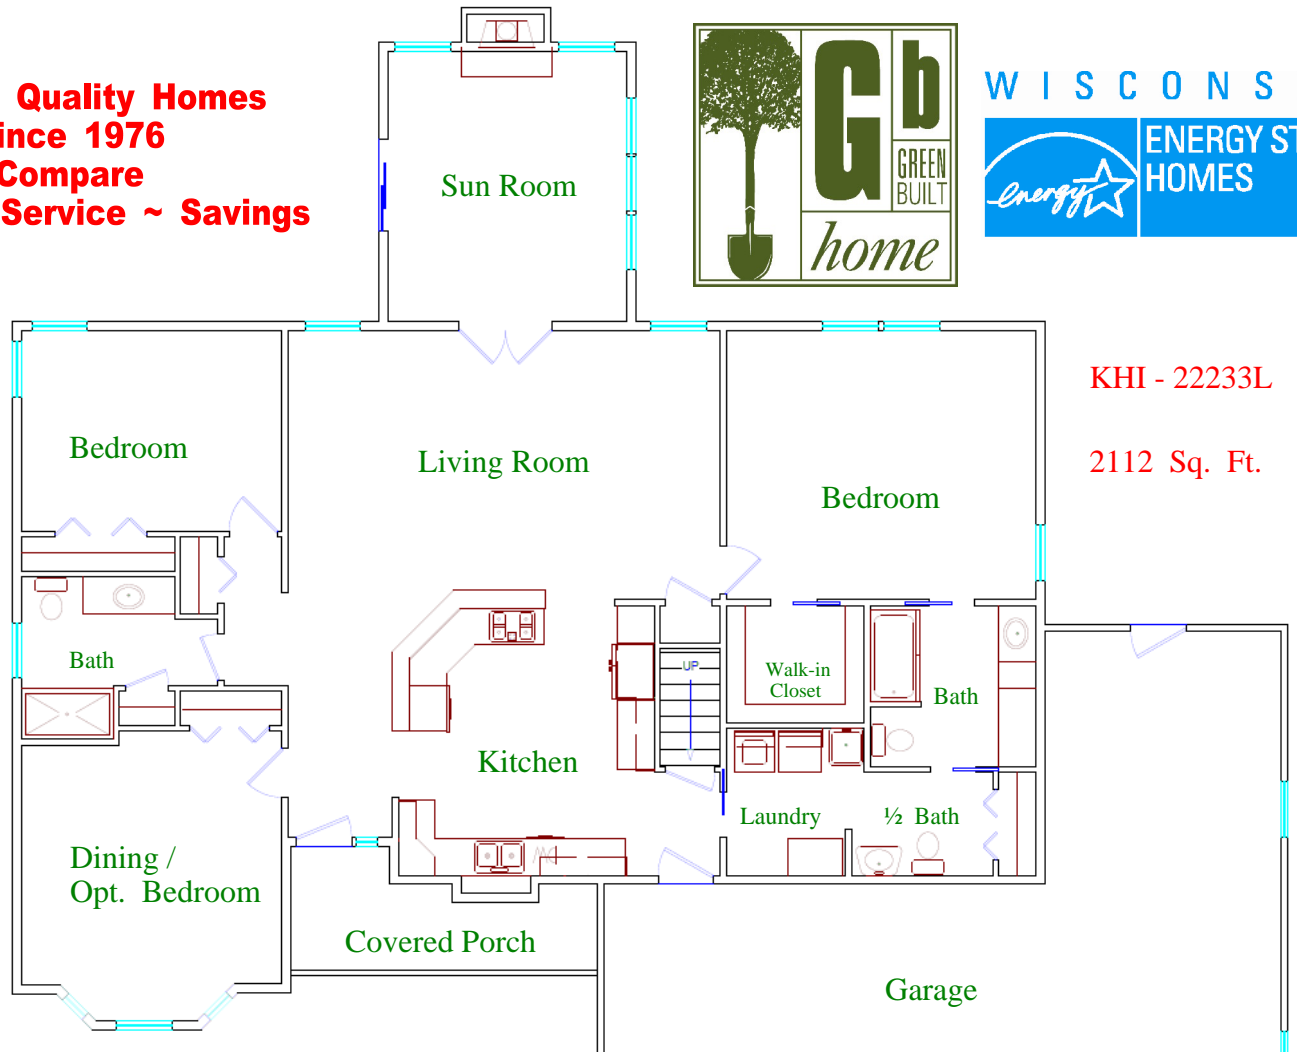 Quality Homes
ince 1976
Compare
Service ~ Savings
G b
GREEN
BUILT
home
WISCONS
ENERGY ST
HOMES
energy
Sun Room
KHI - 22233L
2112 Sq. Ft.
Bedroom
Living Room
Bedroom
Bath
UP
Walk-in
Closet
Bath
Kitchen
Laundry
½ Bath
Dining /
Opt. Bedroom
Covered Porch
Garage